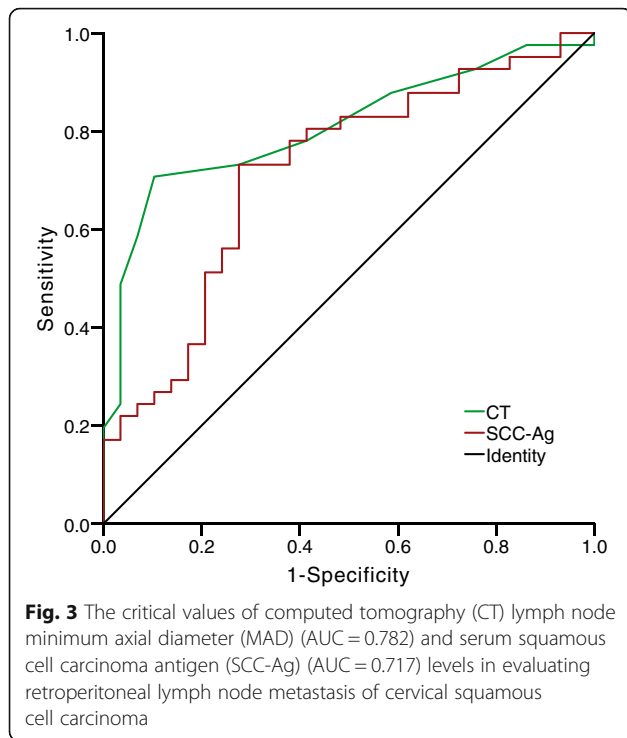 1.0
0.8
0.6
0.4
0.2
0.0
Sensitivity
CT
SCC-Ag
Identity
0.0 0.2 0.4 0.6 0.8 1.0
1-Specificity
Fig. 3 The critical values of computed tomography (CT) lymph node
minimum axial diameter (MAD) (AUC = 0.782) and serum squamous
cell carcinoma antigen (SCC-Ag) (AUC = 0.717) levels in evaluating
retroperitoneal lymph node metastasis of cervical squamous
cell carcinoma